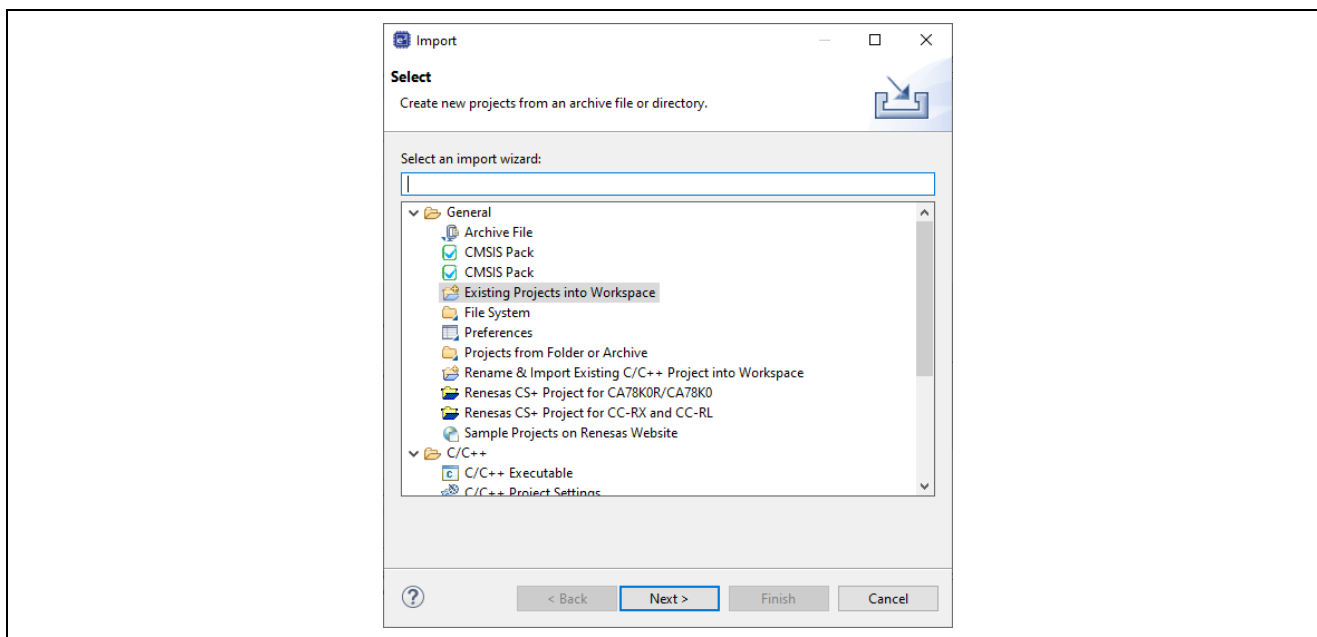 Import
Select
Create new projects from an archive file or directory.
Select an import wizard:
General
Archive File
CMSIS Pack
CMSIS Pack
Existing Projects into Workspace
File System
Preferences
Projects from Folder or Archive
Rename & Import Existing C/C++ Project into Workspace
Renesas CS+ Project for CA78K0R/CA78K0
Renesas CS+ Project for CC-RX and CC-RL
Sample Projects on Renesas Website
C/C++
C/C++ Executable
C/C++ Project Settings
? < Back Next > Finish Cancel